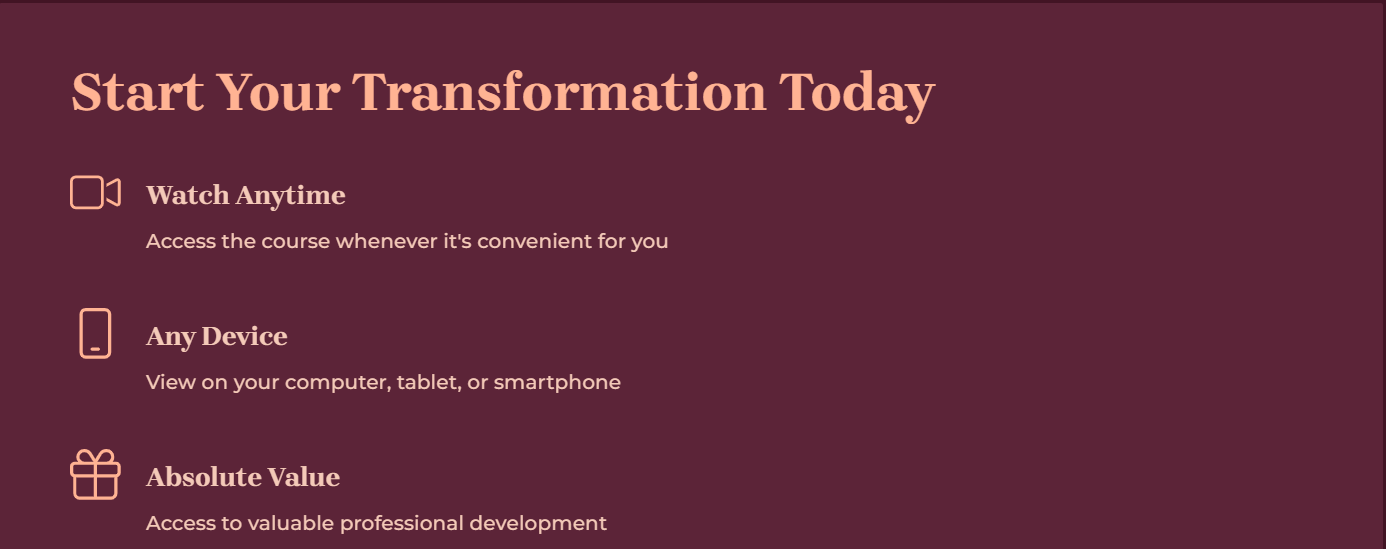 Start Your Transformation Today
Watch Anytime
Access the course whenever it's convenient for you
Any Device
View on your computer, tablet, or smartphone
Absolute Value
Access to valuable professional development